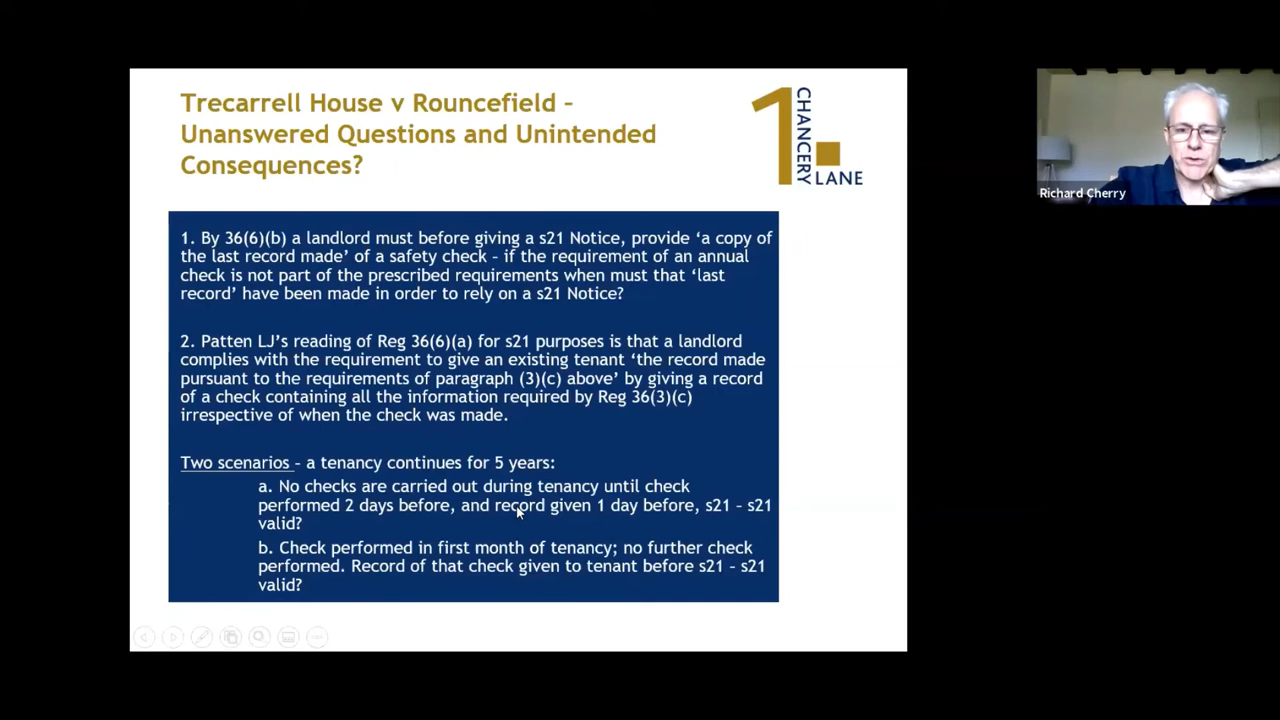 Trecarrell House v Rouncefield –
Unanswered Questions and Unintended
Consequences?
1 CHANCERY LANE
1. By 36(6)(b) a landlord must before giving a s21 Notice, provide ‘a copy of
the last record made’ of a safety check – if the requirement of an annual
check is not part of the prescribed requirements when must that ‘last
record’ have been made in order to rely on a s21 Notice?
2. Patten LJ’s reading of Reg 36(6)(a) for s21 purposes is that a landlord
complies with the requirement to give an existing tenant ‘the record made
pursuant to the requirements of paragraph (3)(c) above’ by giving a record
of a check containing all the information required by Reg 36(3)(c)
irrespective of when the check was made.
Two scenarios – a tenancy continues for 5 years:
a. No checks are carried out during tenancy until check
performed 2 days before, and record given 1 day before, s21 – s21
valid?
b. Check performed in first month of tenancy; no further check
performed. Record of that check given to tenant before s21 – s21
valid?
Richard Cherry